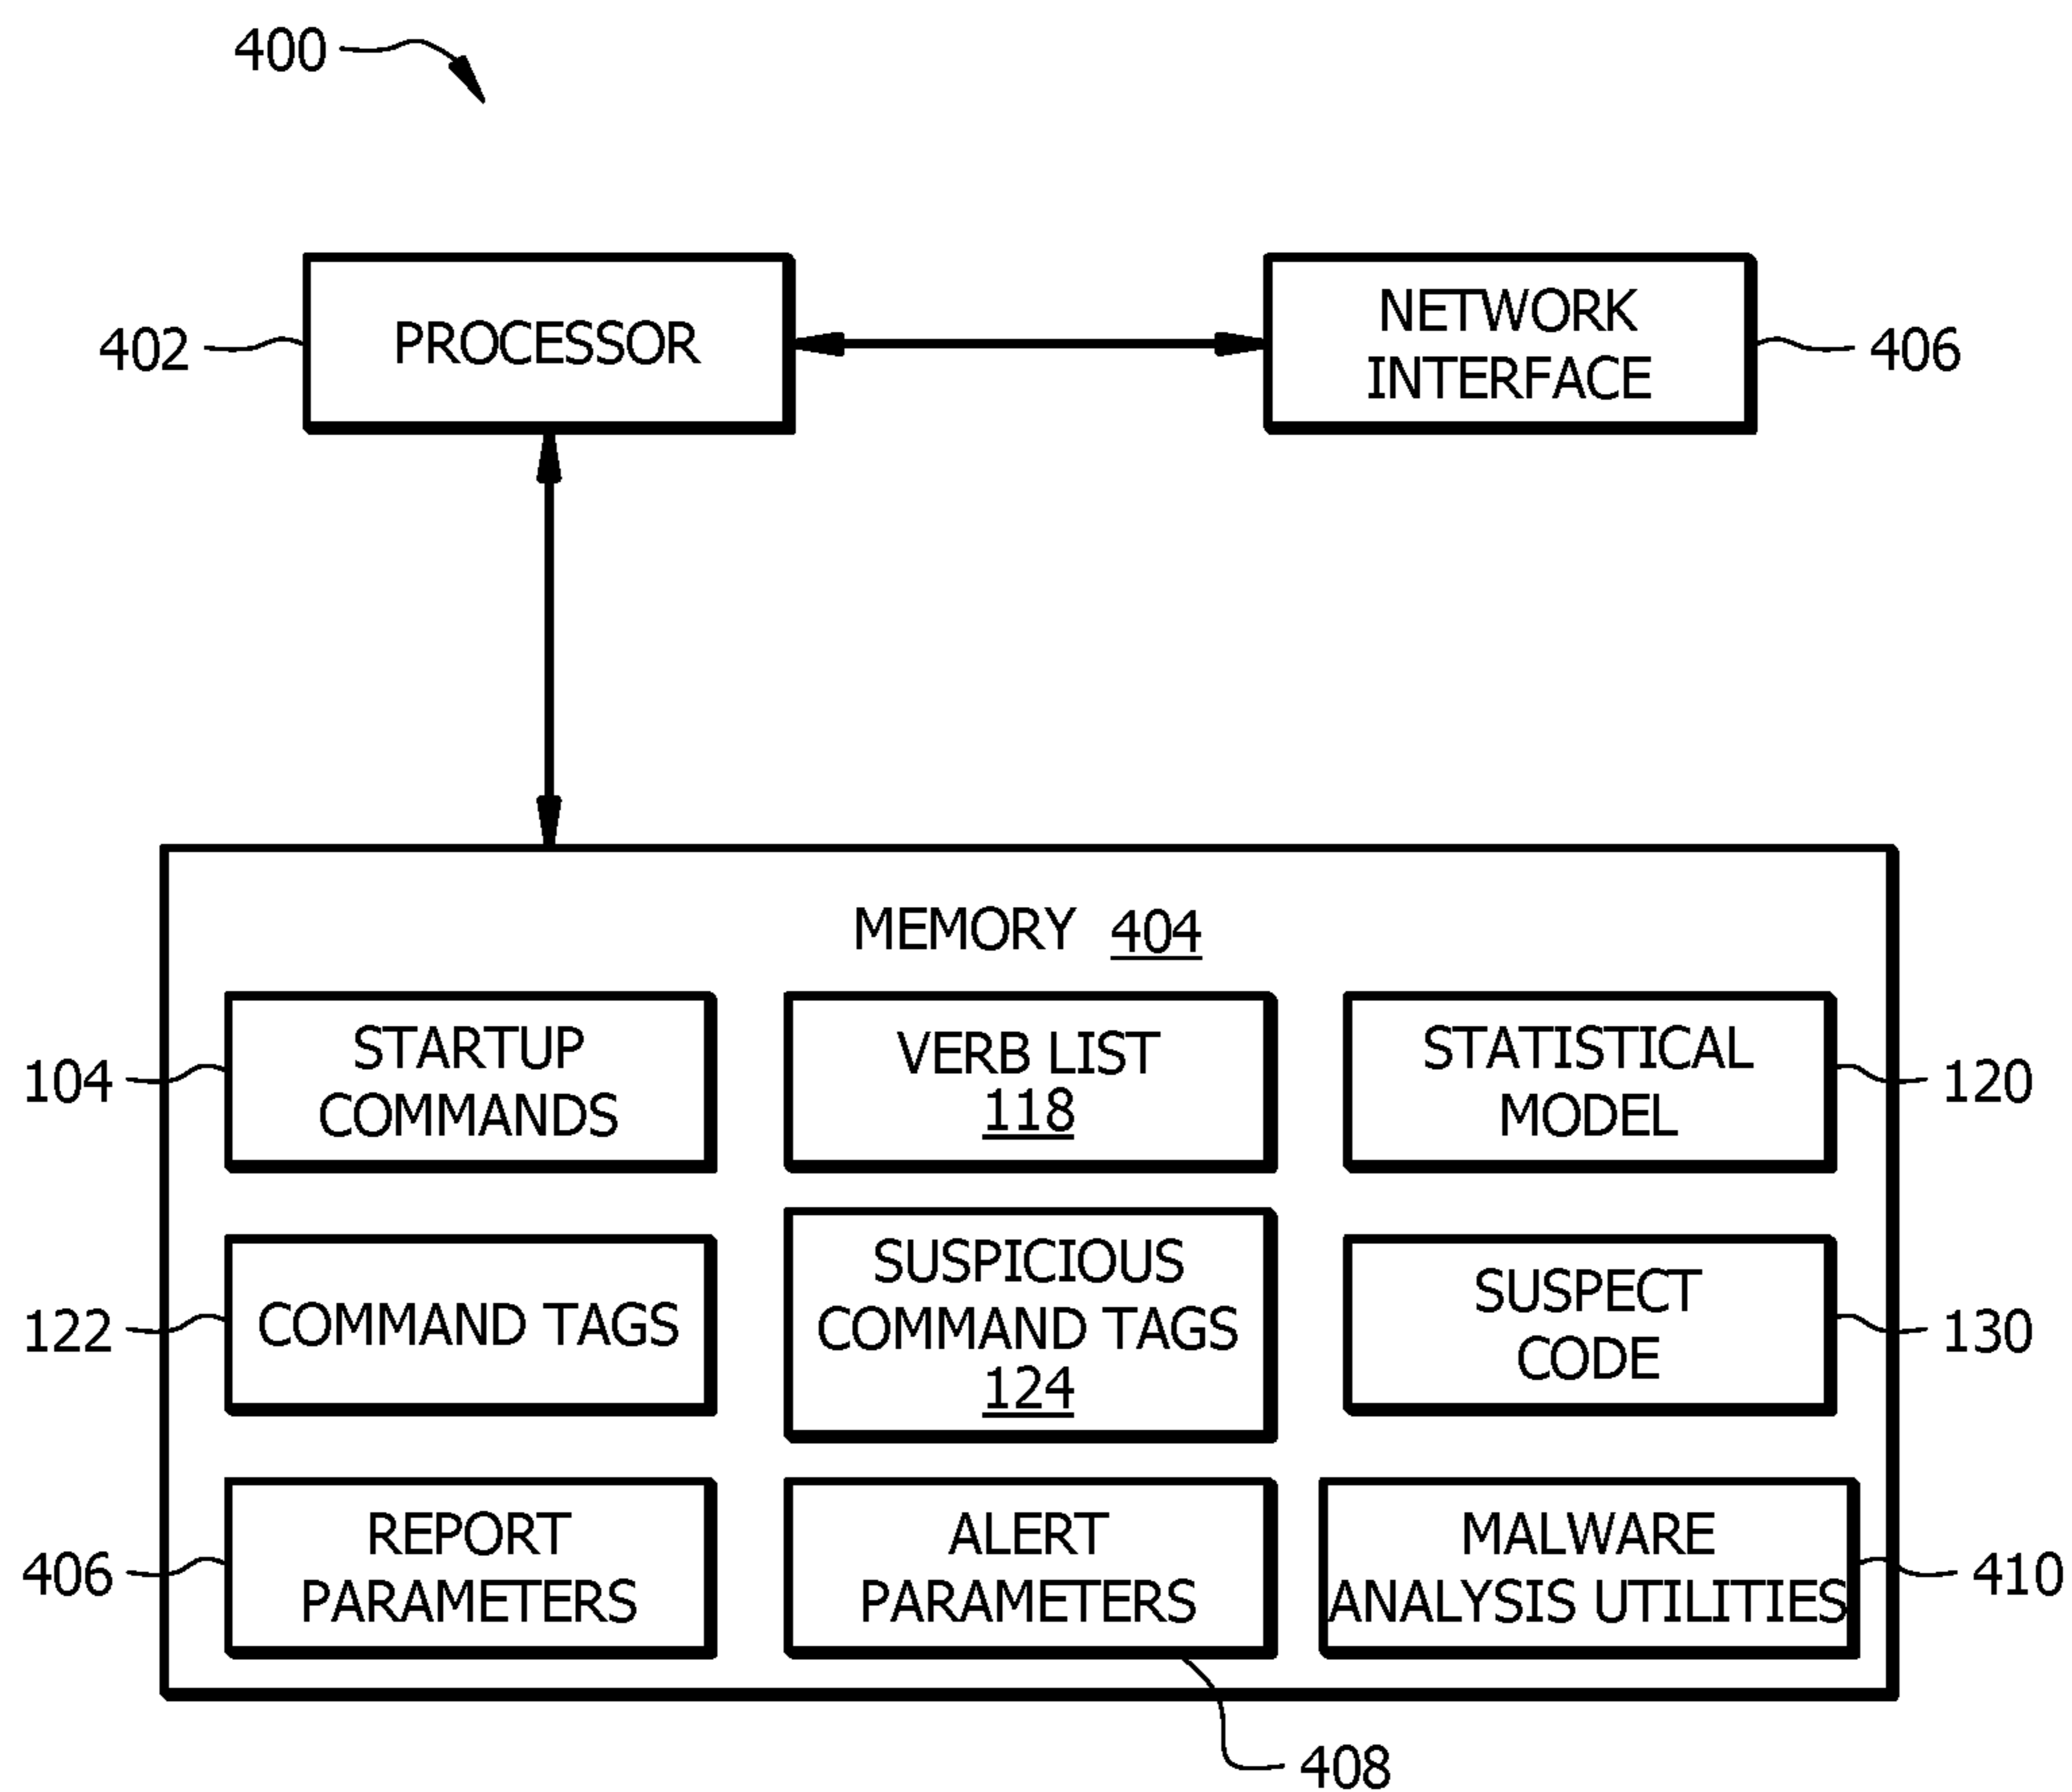 400
PROCESSOR
402
NETWORK
INTERFACE
406
MEMORY 404
STARTUP
COMMANDS
104
VERB LIST
118
STATISTICAL
MODEL
120
COMMAND TAGS
122
SUSPICIOUS
COMMAND TAGS
124
SUSPECT
CODE
130
REPORT
PARAMETERS
406
ALERT
PARAMETERS
408
MALWARE
ANALYSIS UTILITIES
410